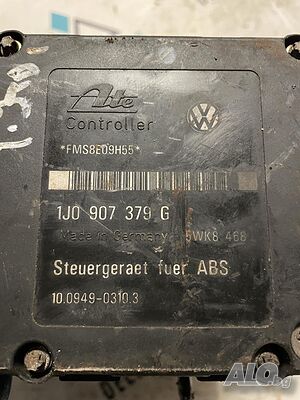 Ate
Controller
*FMS8E09H55*
1J0 907 379 G
Made in Germany 5WK8 468
Steuergeraet fuer ABS
10.0949-0310.3
ALO.bg